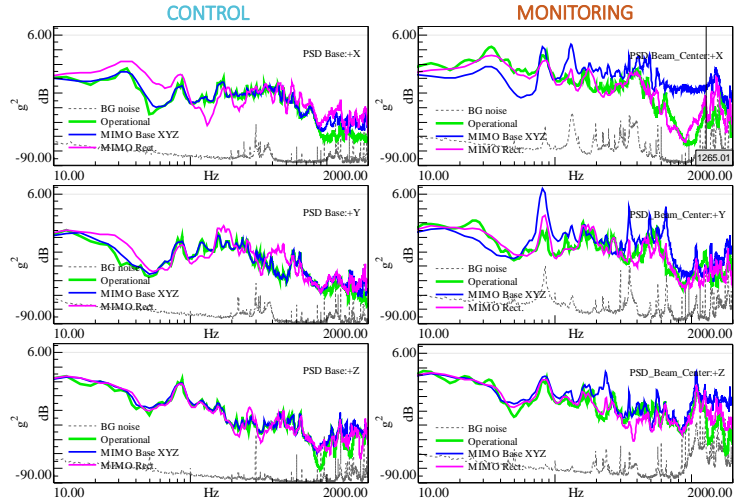 CONTROL
MONITORING
6.00
PSD Base:+X
g²
dB
BG noise
Operational
MIMO Base XYZ
MIMO Rect.
-90.00
10.00
Hz
2000.00
6.00
PSD_Beam_Center:+X
g²
dB
BG noise
Operational
MIMO Base XYZ
MIMO Rect.
-90.00
1265.01
10.00
Hz
2000.00
6.00
PSD Base:+Y
g²
dB
BG noise
Operational
MIMO Base XYZ
MIMO Rect.
-90.00
10.00
Hz
2000.00
6.00
PSD_Beam_Center:+Y
g²
dB
BG noise
Operational
MIMO Base XYZ
MIMO Rect.
-90.00
10.00
Hz
2000.00
6.00
PSD Base:+Z
g²
dB
BG noise
Operational
MIMO Base XYZ
MIMO Rect.
-90.00
10.00
Hz
2000.00
6.00
PSD_Beam_Center:+Z
g²
dB
BG noise
Operational
MIMO Base XYZ
MIMO Rect.
-90.00
10.00
Hz
2000.00